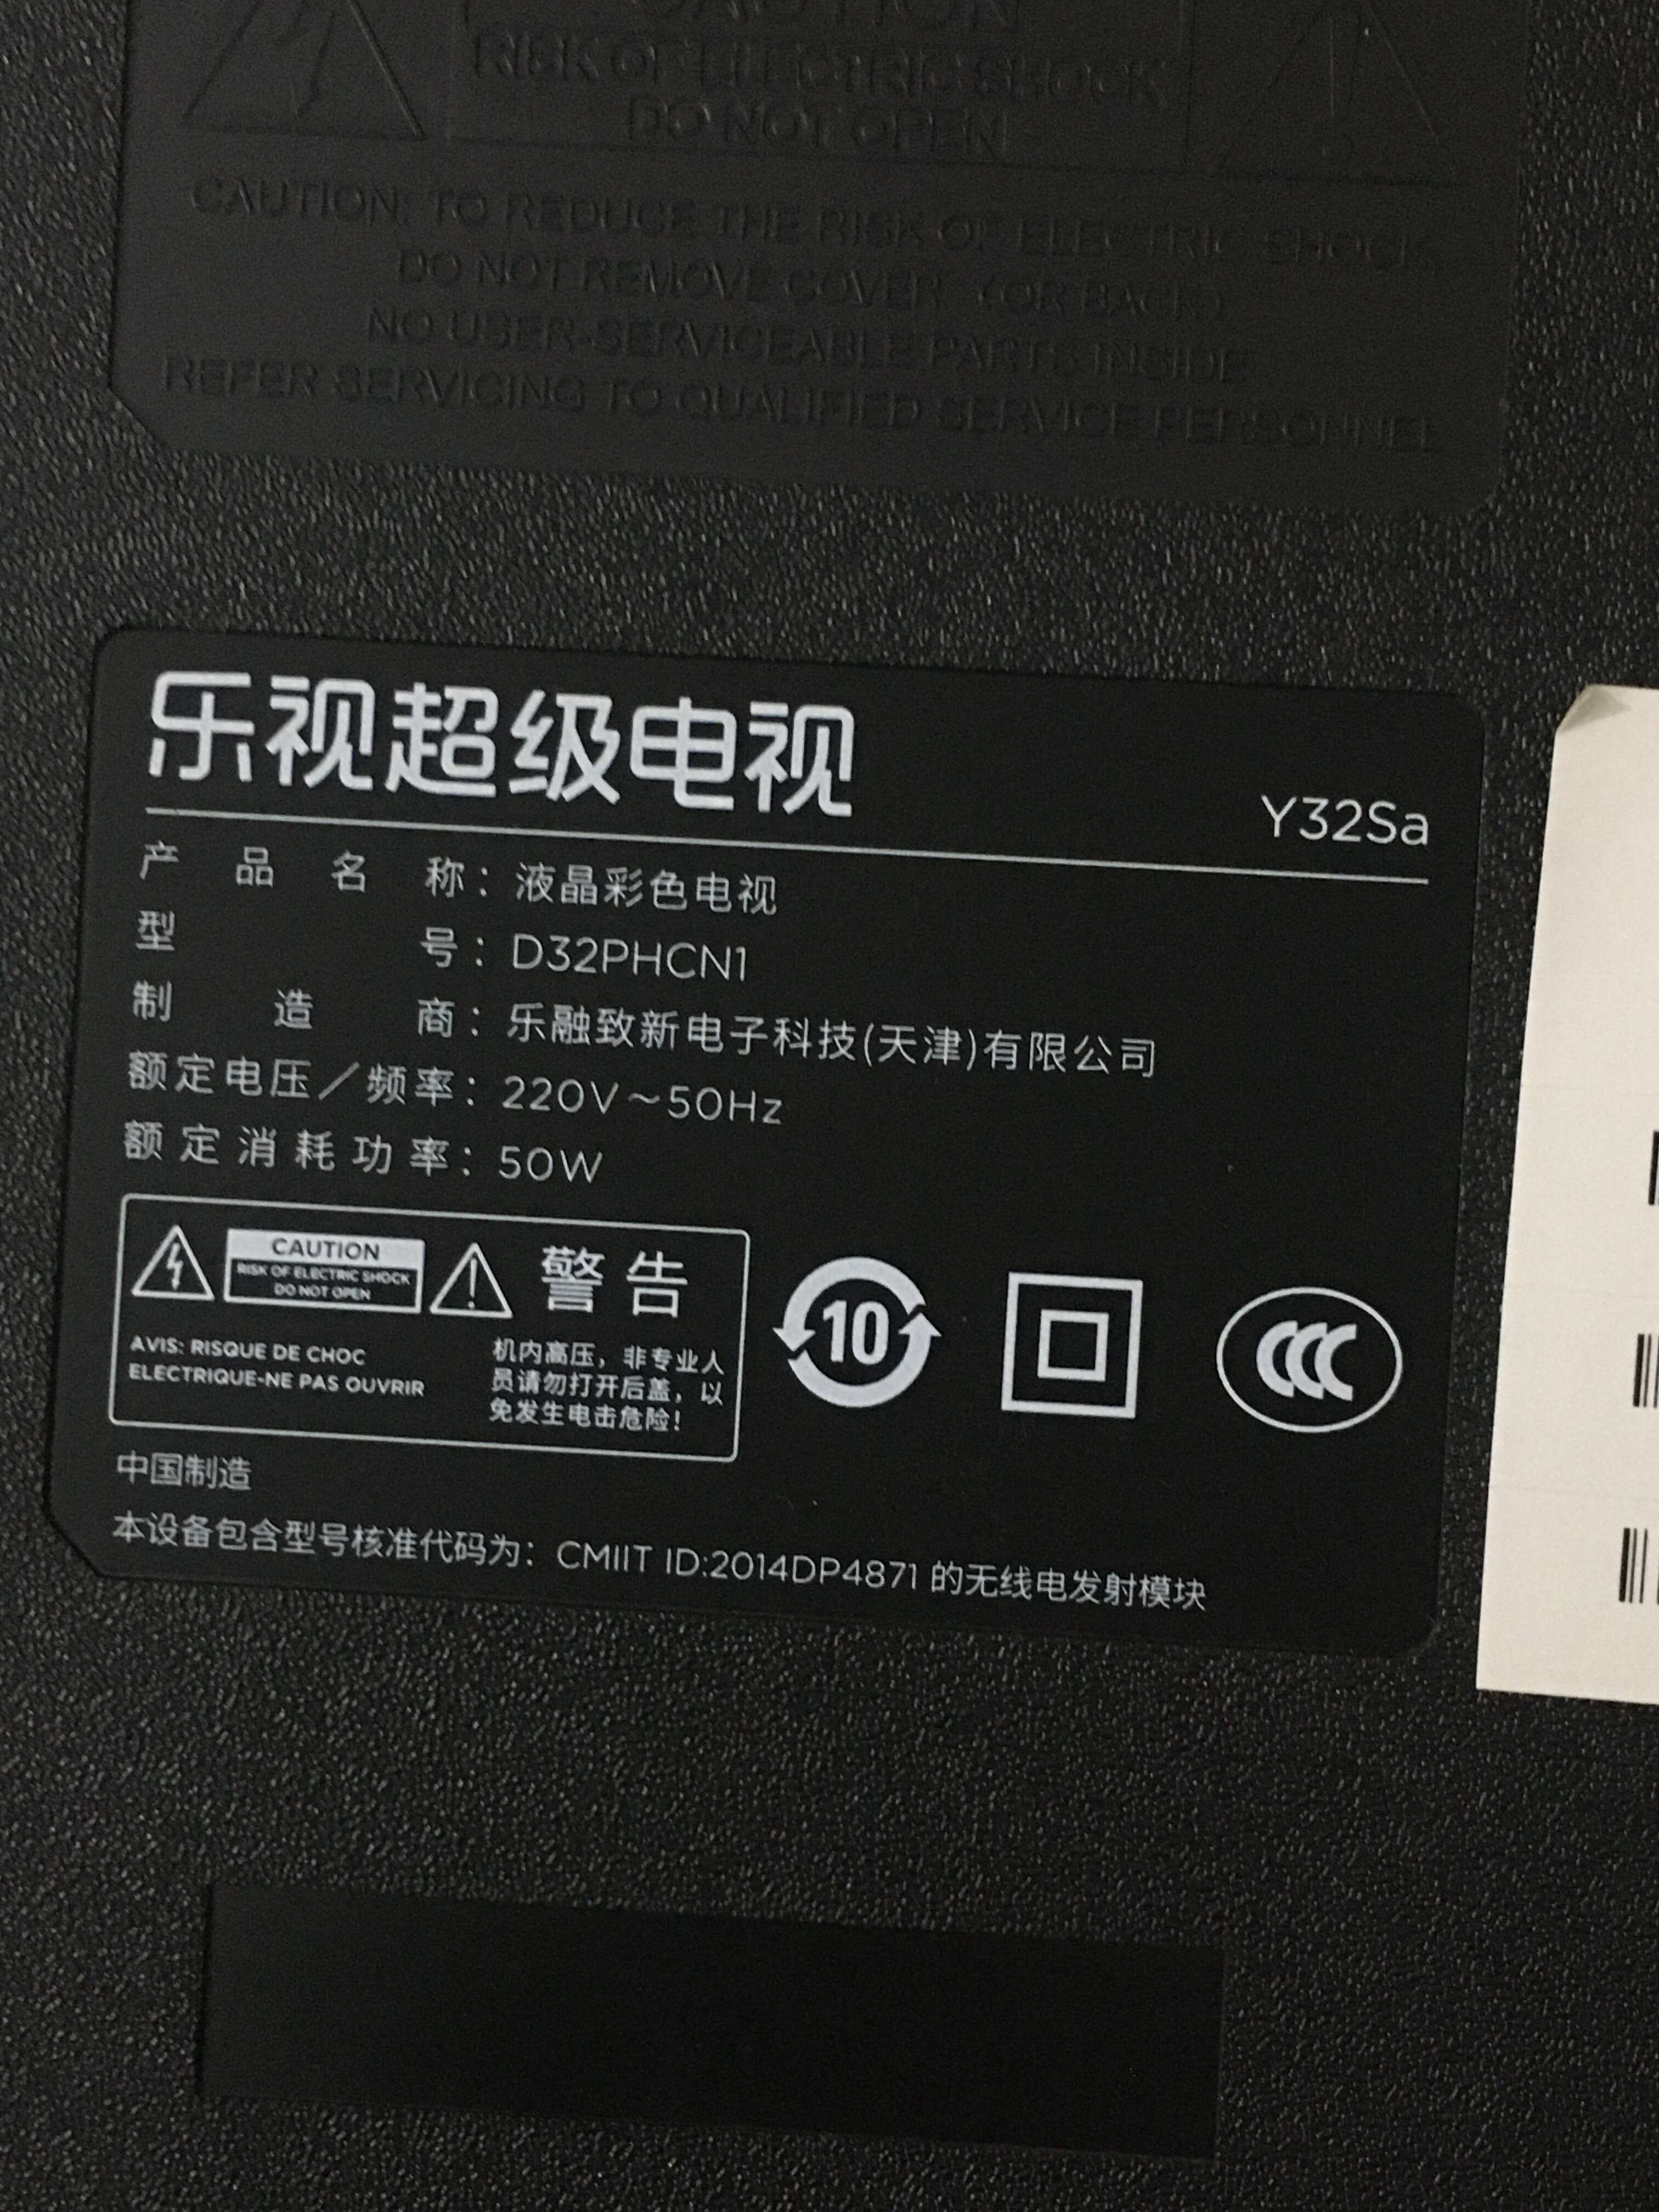 CAUTION
RISK OF ELECTRIC SHOCK
DO NOT OPEN
CAUTION: TO REDUCE THE RISK OF ELECTRIC SHOCK,
DO NOT REMOVE COVER (OR BACK)
NO USER-SERVICEABLE PARTS INSIDE
REFER SERVICING TO QUALIFIED SERVICE PERSONNEL
乐视超级电视
Y32Sa
产品名称：液晶彩色电视
型号：D32PHCN1
制造商：乐融致新电子科技(天津)有限公司
额定电压／频率：220V～50Hz
额定消耗功率：50W
CAUTION
RISK OF ELECTRIC SHOCK
DO NOT OPEN
警告
AVIS: RISQUE DE CHOC
ELECTRIQUE-NE PAS OUVRIR
机内高压，非专业人
员请勿打开后盖，以
免发生电击危险！
10
CCC
中国制造
本设备包含型号核准代码为：CMIIT ID:2014DP4871 的无线电发射模块